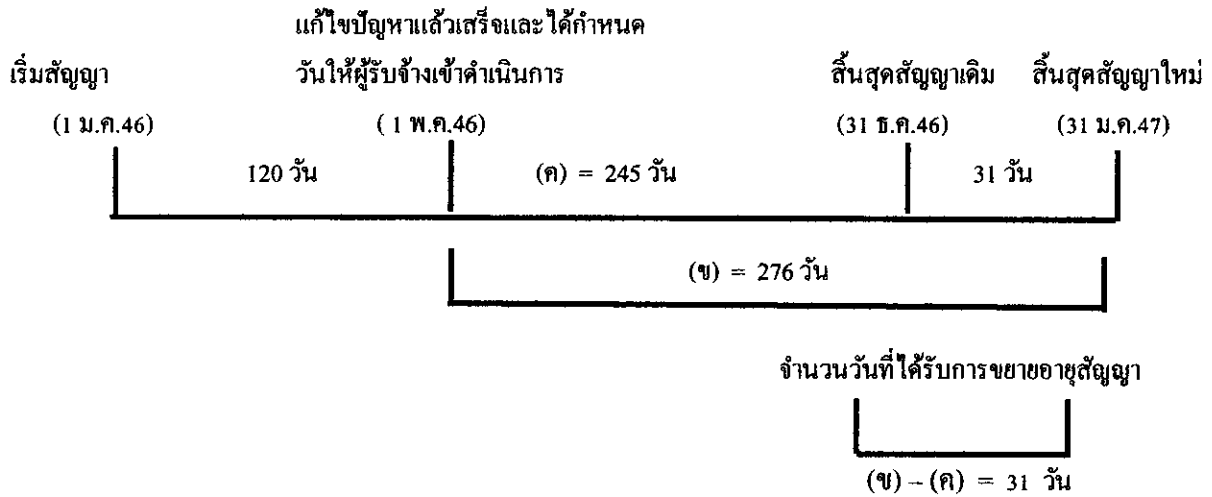 แก้ไขปัญหาแล้วเสร็จและได้กำหนด
เริ่มสัญญา วันให้ผู้รับจ้างเข้าดำเนินการ สิ้นสุดสัญญาเดิม สิ้นสุดสัญญาใหม่
(1 ม.ค.46) ( 1 พ.ค.46) (31 ธ.ค.46) (31 ม.ค.47)
120 วัน (ค) = 245 วัน 31 วัน
(ข) = 276 วัน
จำนวนวันที่ได้รับการขยายอายุสัญญา
(ข) – (ค) = 31 วัน